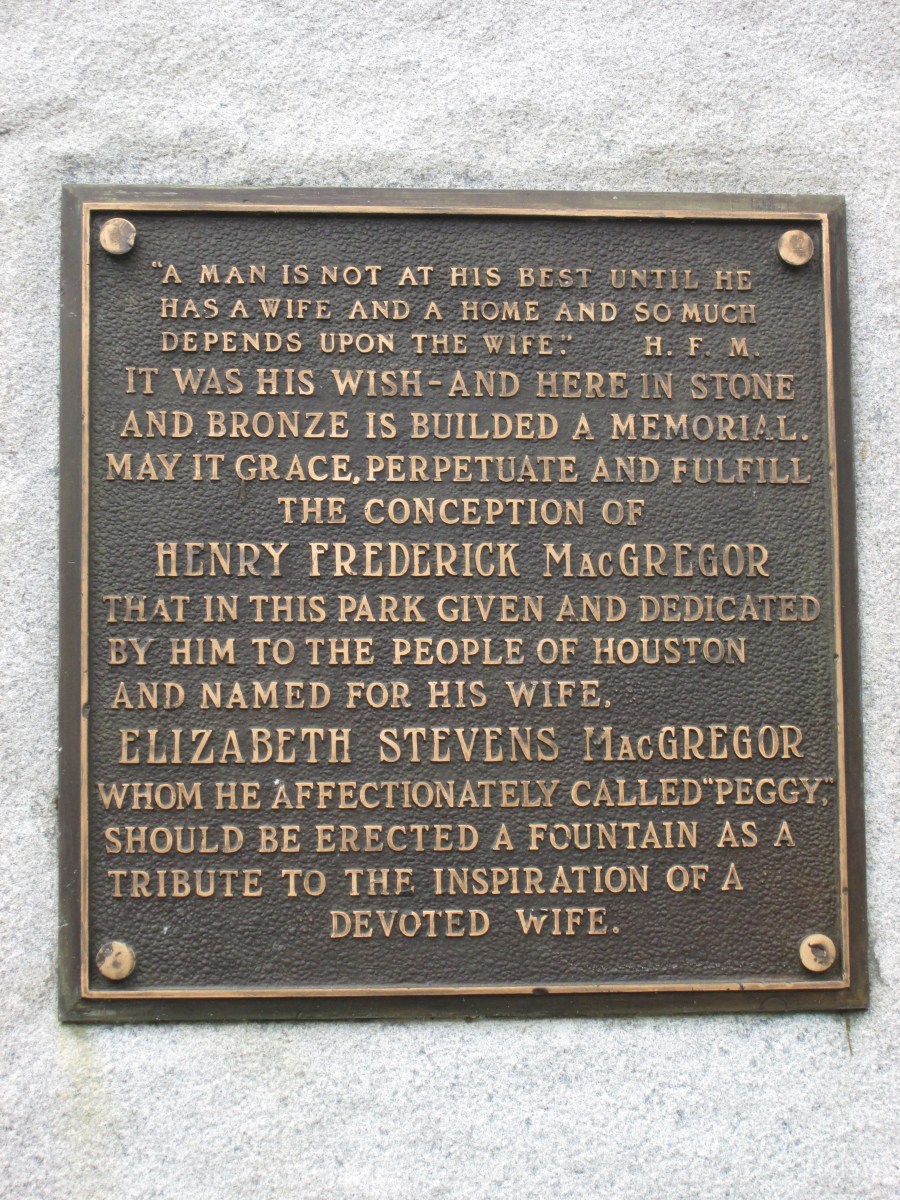 "A MAN IS NOT AT HIS BEST UNTIL HE
HAS A WIFE AND A HOME AND SO MUCH
DEPENDS UPON THE WIFE." H. F. M.
IT WAS HIS WISH-AND HERE IN STONE
AND BRONZE IS BUILDED A MEMORIAL.
MAY IT GRACE, PERPETUATE AND FULFILL
THE CONCEPTION OF
HENRY FREDERICK MacGREGOR
THAT IN THIS PARK GIVEN AND DEDICATED
BY HIM TO THE PEOPLE OF HOUSTON
AND NAMED FOR HIS WIFE,
ELIZABETH STEVENS MacGREGOR
WHOM HE AFFECTIONATELY CALLED "PEGGY,"
SHOULD BE ERECTED A FOUNTAIN AS A
TRIBUTE TO THE INSPIRATION OF A
DEVOTED WIFE.